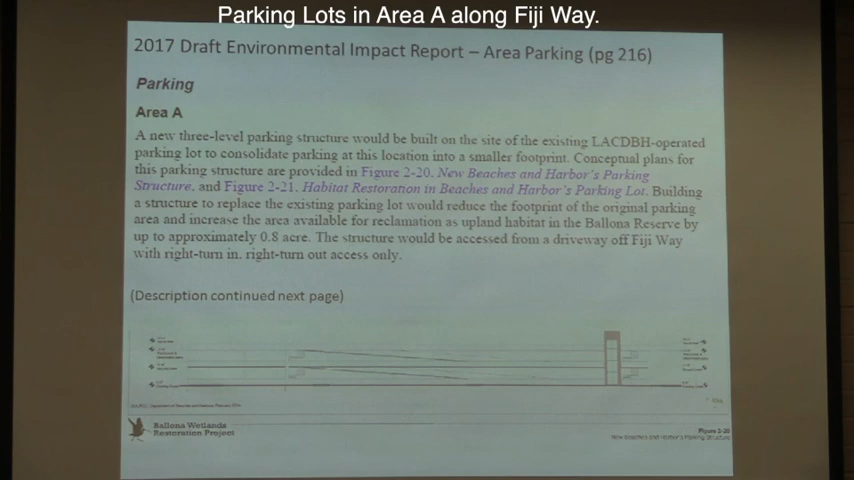 Parking Lots in Area A along Fiji Way.
2017 Draft Environmental Impact Report – Area Parking (pg 216)
Parking
Area A
A new three-level parking structure would be built on the site of the existing LACDBH-operated
parking lot to consolidate parking at this location into a smaller footprint. Conceptual plans for
this parking structure are provided in Figure 2-20. New Beaches and Harbor's Parking
Structure. and Figure 2-21. Habitat Restoration in Beaches and Harbor's Parking Lot. Building
a structure to replace the existing parking lot would reduce the footprint of the original parking
area and increase the area available for reclamation as upland habitat in the Ballona Reserve by
up to approximately 0.8 acre. The structure would be accessed from a driveway off Fiji Way
with right-turn in, right-turn out access only.
(Description continued next page)
Ballona Wetlands
Restoration Project
Figure 2-20
New Beaches and Harbor's Parking Structure